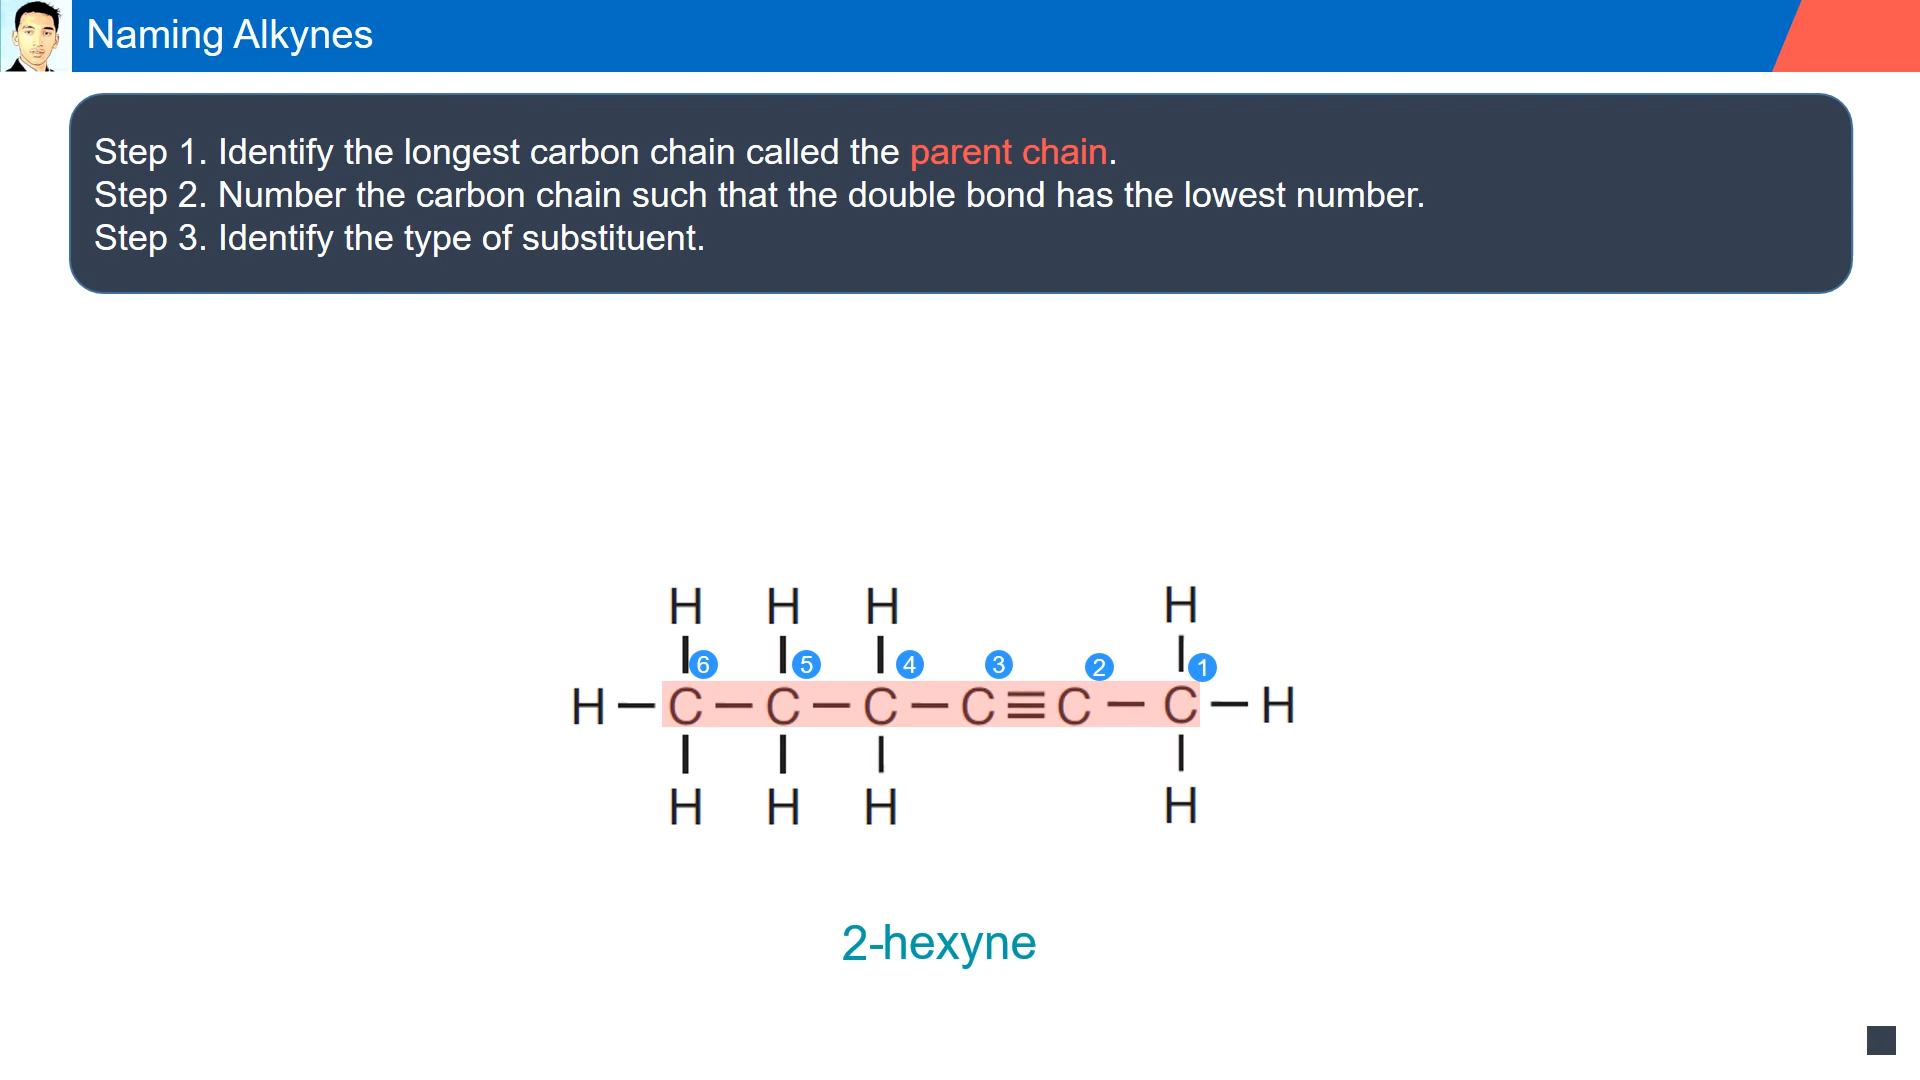 Naming Alkynes
Step 1. Identify the longest carbon chain called the parent chain.
Step 2. Number the carbon chain such that the double bond has the lowest number.
Step 3. Identify the type of substituent.
H H H H
6 5 4 3 2 1
H — C — C — C — C ≡ C — C — H
H H H H
2-hexyne